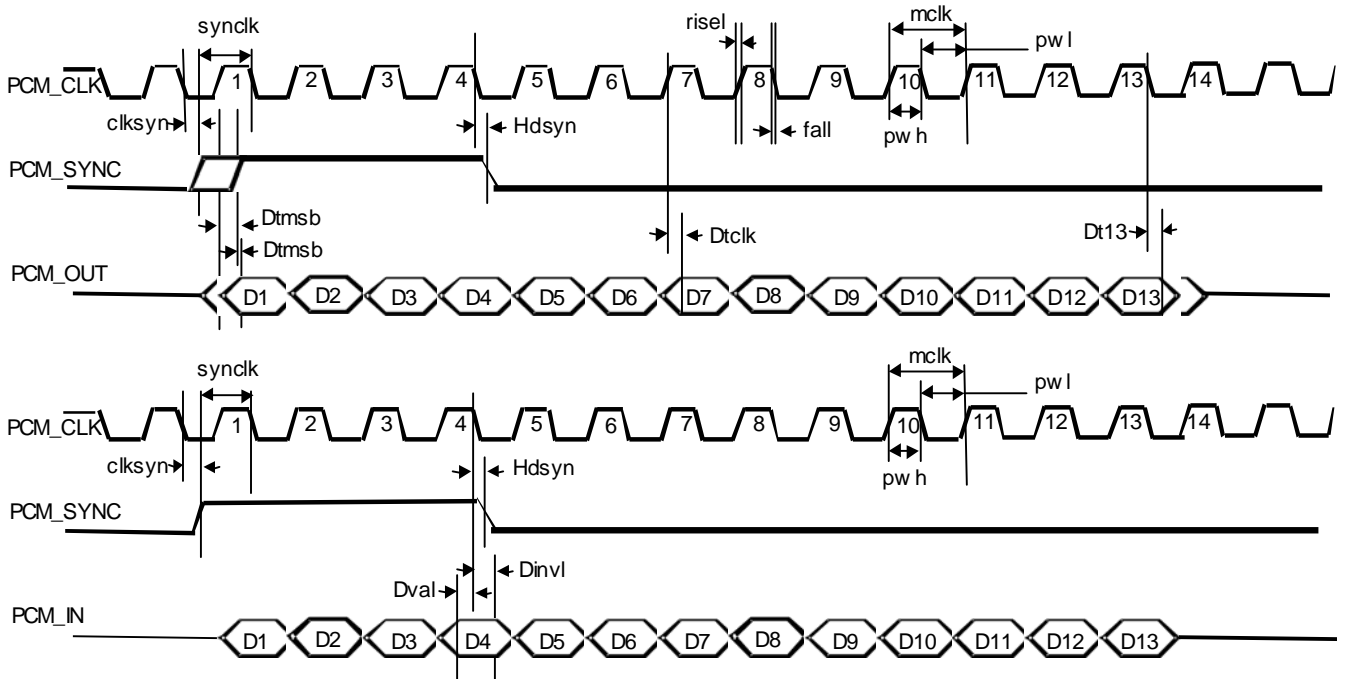 synclk
risel
mclk
pw l
PCM_CLK
1 2 3 4 5 6 7 8 9 10 11 12 13 14
clksyn
Hdsyn
fall
pw h
PCM_SYNC
Dtmsb
Dtclk
Dt13
Dtmsb
PCM_OUT
D1 D2 D3 D4 D5 D6 D7 D8 D9 D10 D11 D12 D13
synclk
mclk
pw l
PCM_CLK
1 2 3 4 5 6 7 8 9 10 11 12 13 14
clksyn
Hdsyn
pw h
PCM_SYNC
Dval
Dinvl
PCM_IN
D1 D2 D3 D4 D5 D6 D7 D8 D9 D10 D11 D12 D13